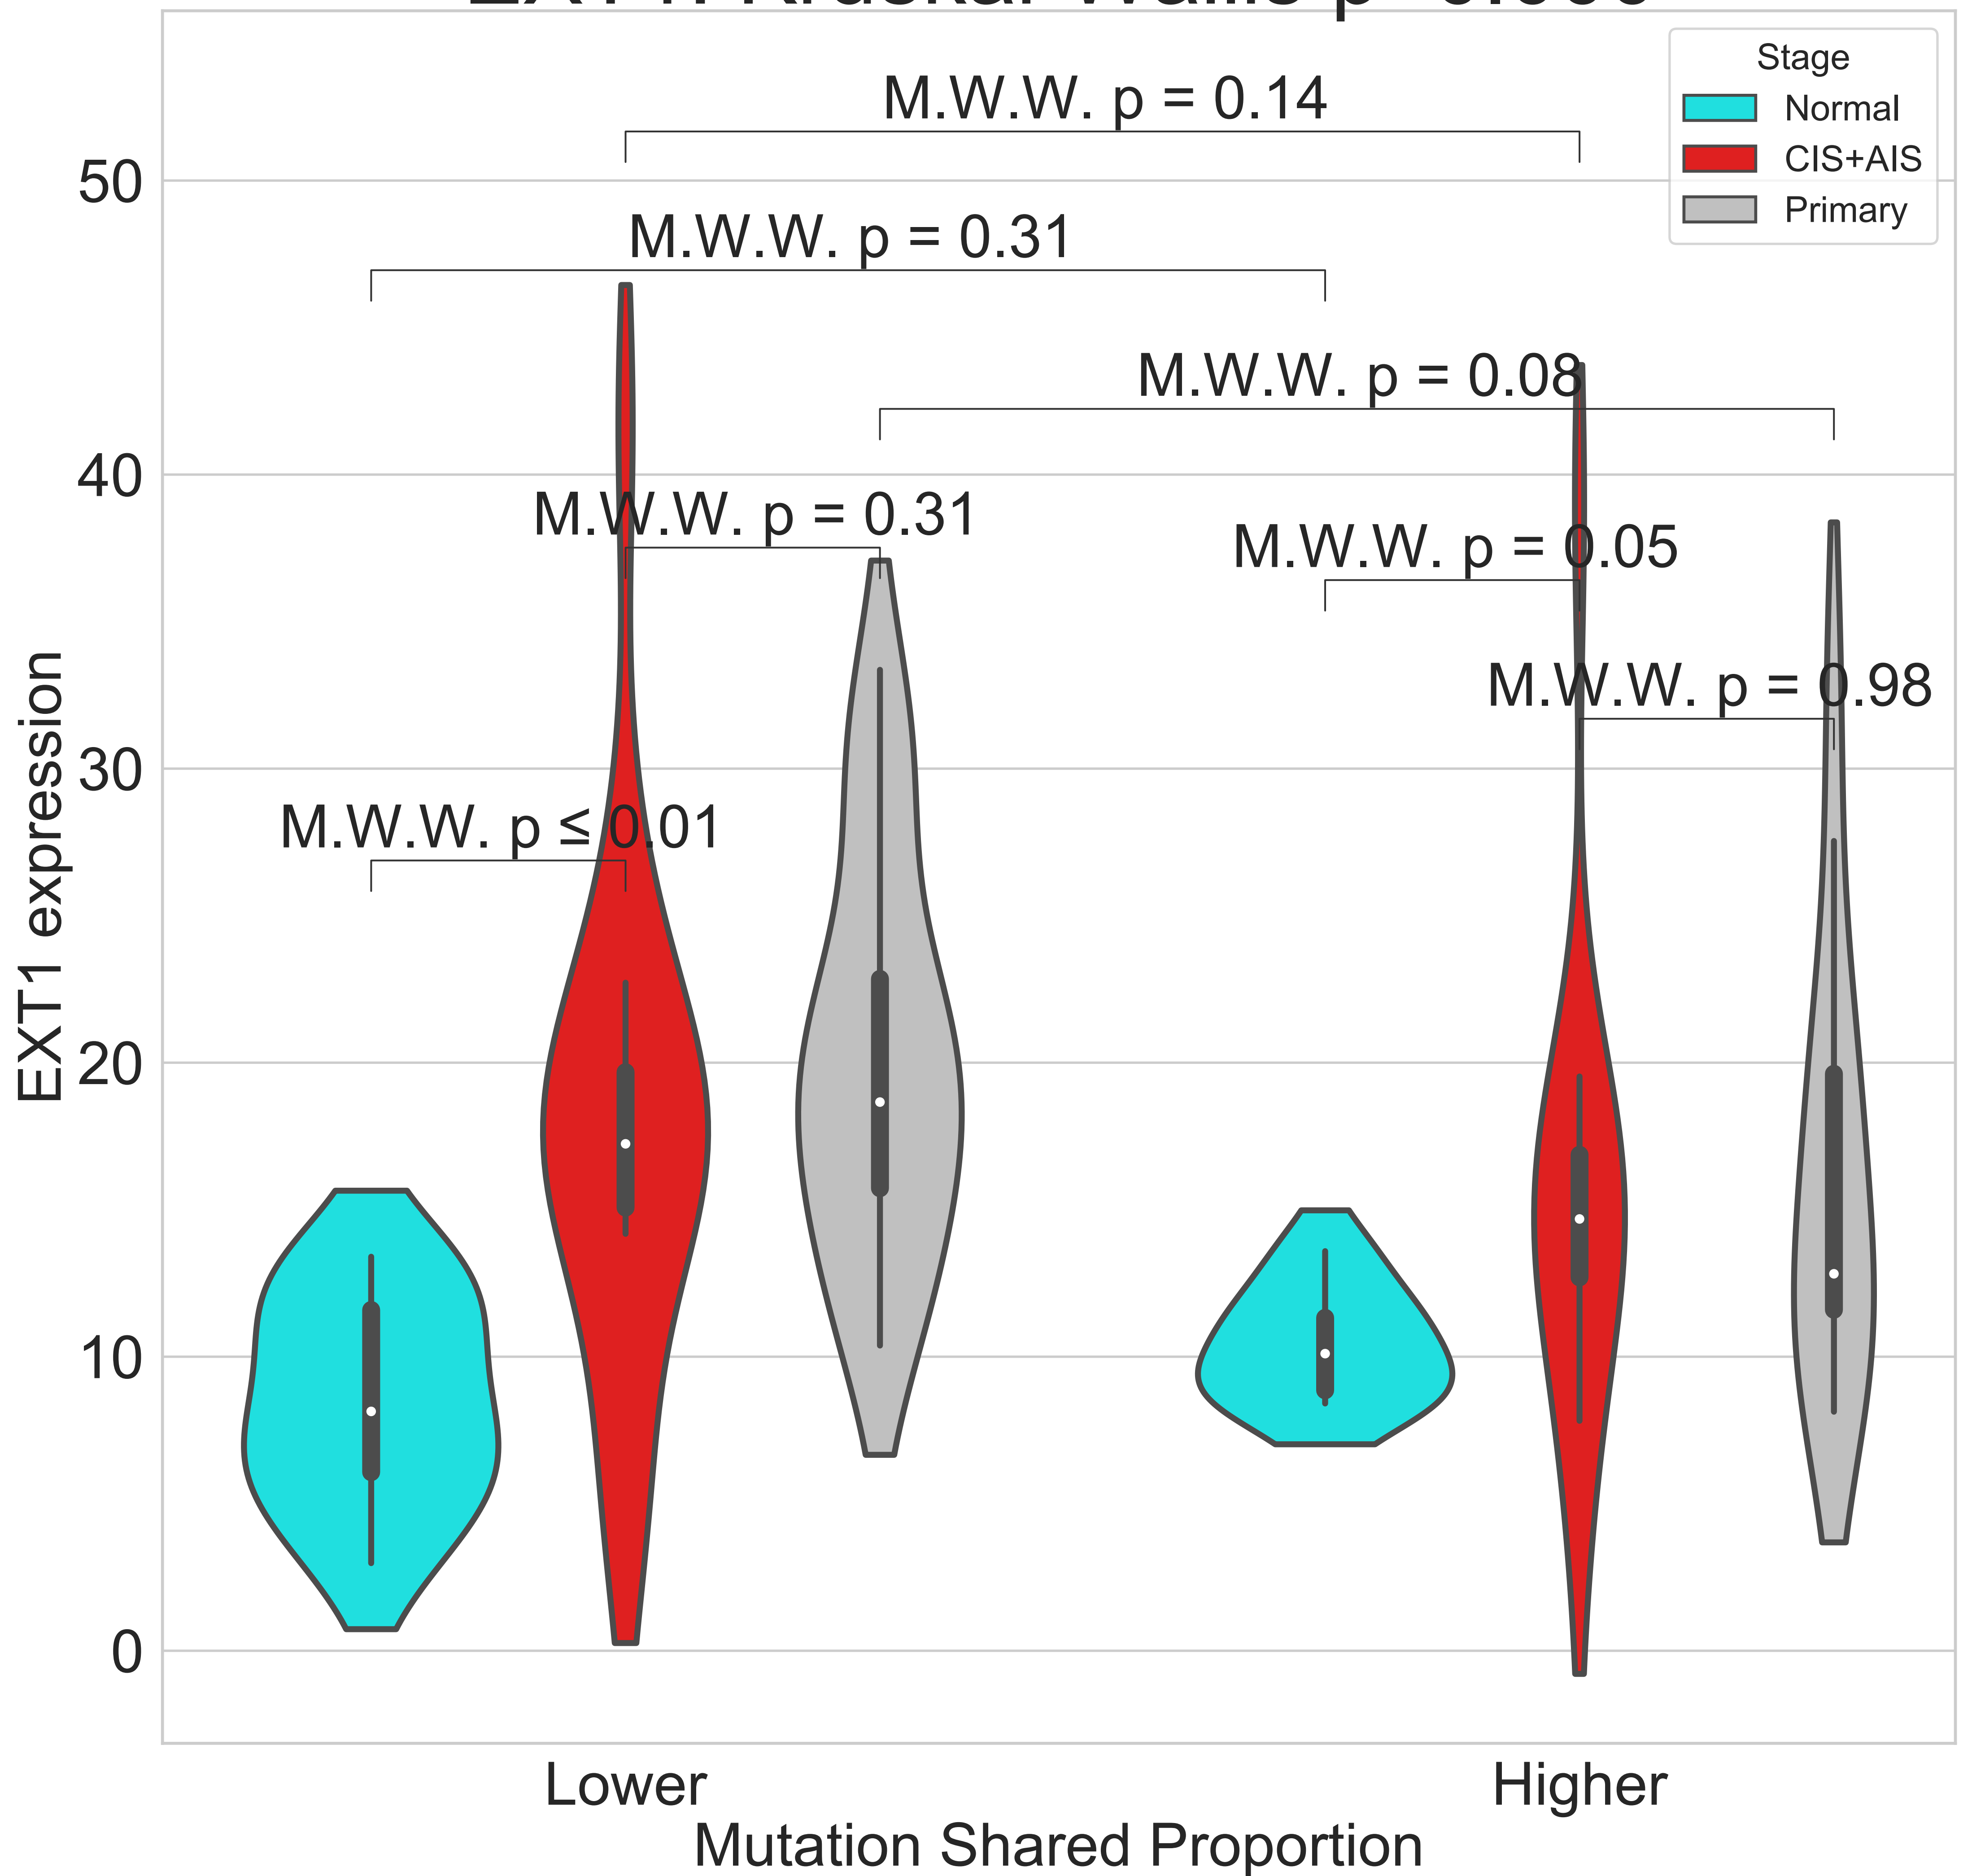 Stage
Normal
CIS+AIS
Primary
M.W.W. p = 0.14
M.W.W. p = 0.31
M.W.W. p = 0.08
M.W.W. p = 0.31
M.W.W. p = 0.05
M.W.W. p = 0.98
M.W.W. p ≤ 0.01
EXT1 expression
50
40
30
20
10
0
Lower
Higher
Mutation Shared Proportion